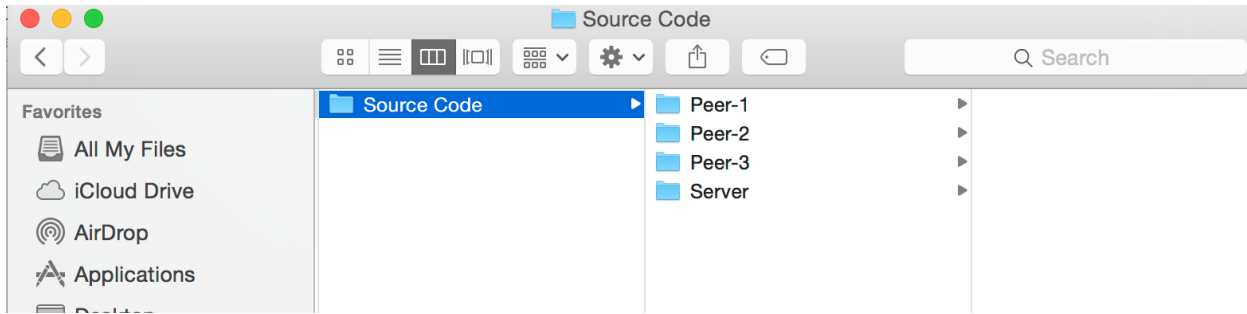 Source Code
Search
Favorites
All My Files
iCloud Drive
AirDrop
Applications
Desktop
Source Code
Peer-1
Peer-2
Peer-3
Server